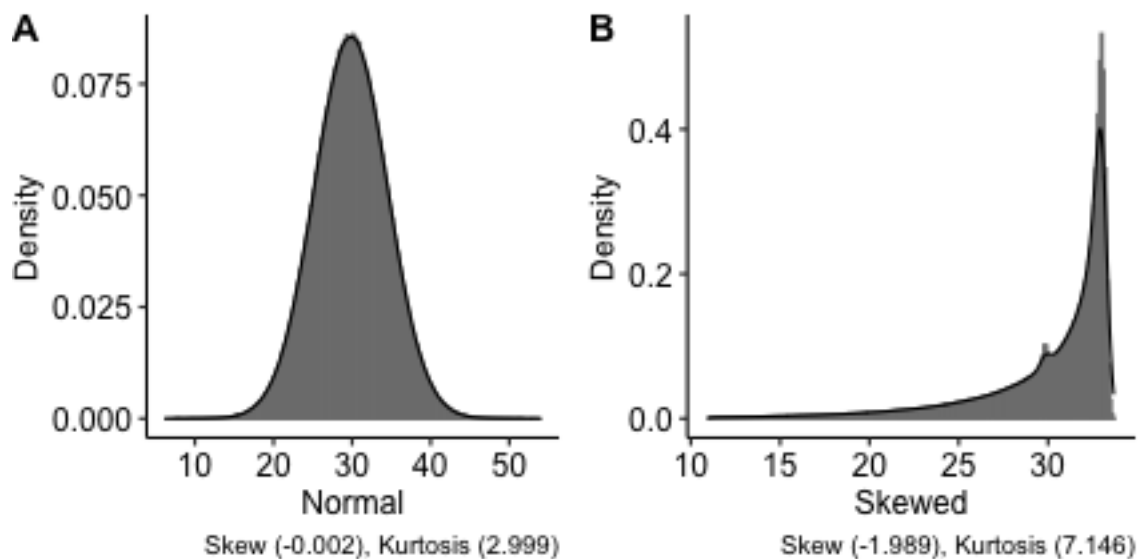 A
Density
0.075
0.050
0.025
0.000
10 20 30 40 50
Normal
Skew (-0.002), Kurtosis (2.999)
B
Density
0.4
0.2
0.0
10 15 20 25 30
Skewed
Skew (-1.989), Kurtosis (7.146)